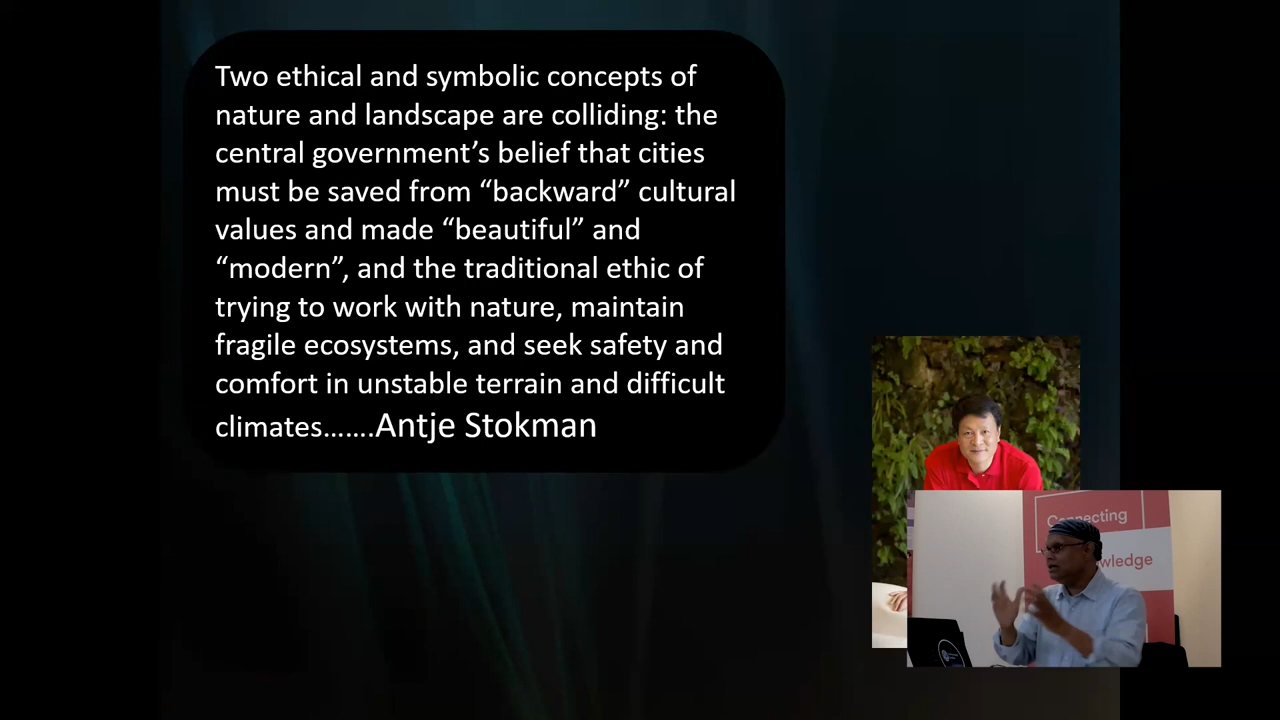 Two ethical and symbolic concepts of
nature and landscape are colliding: the
central government’s belief that cities
must be saved from “backward” cultural
values and made “beautiful” and
“modern”, and the traditional ethic of
trying to work with nature, maintain
fragile ecosystems, and seek safety and
comfort in unstable terrain and difficult
climates…….Antje Stokman
Connecting
wledge